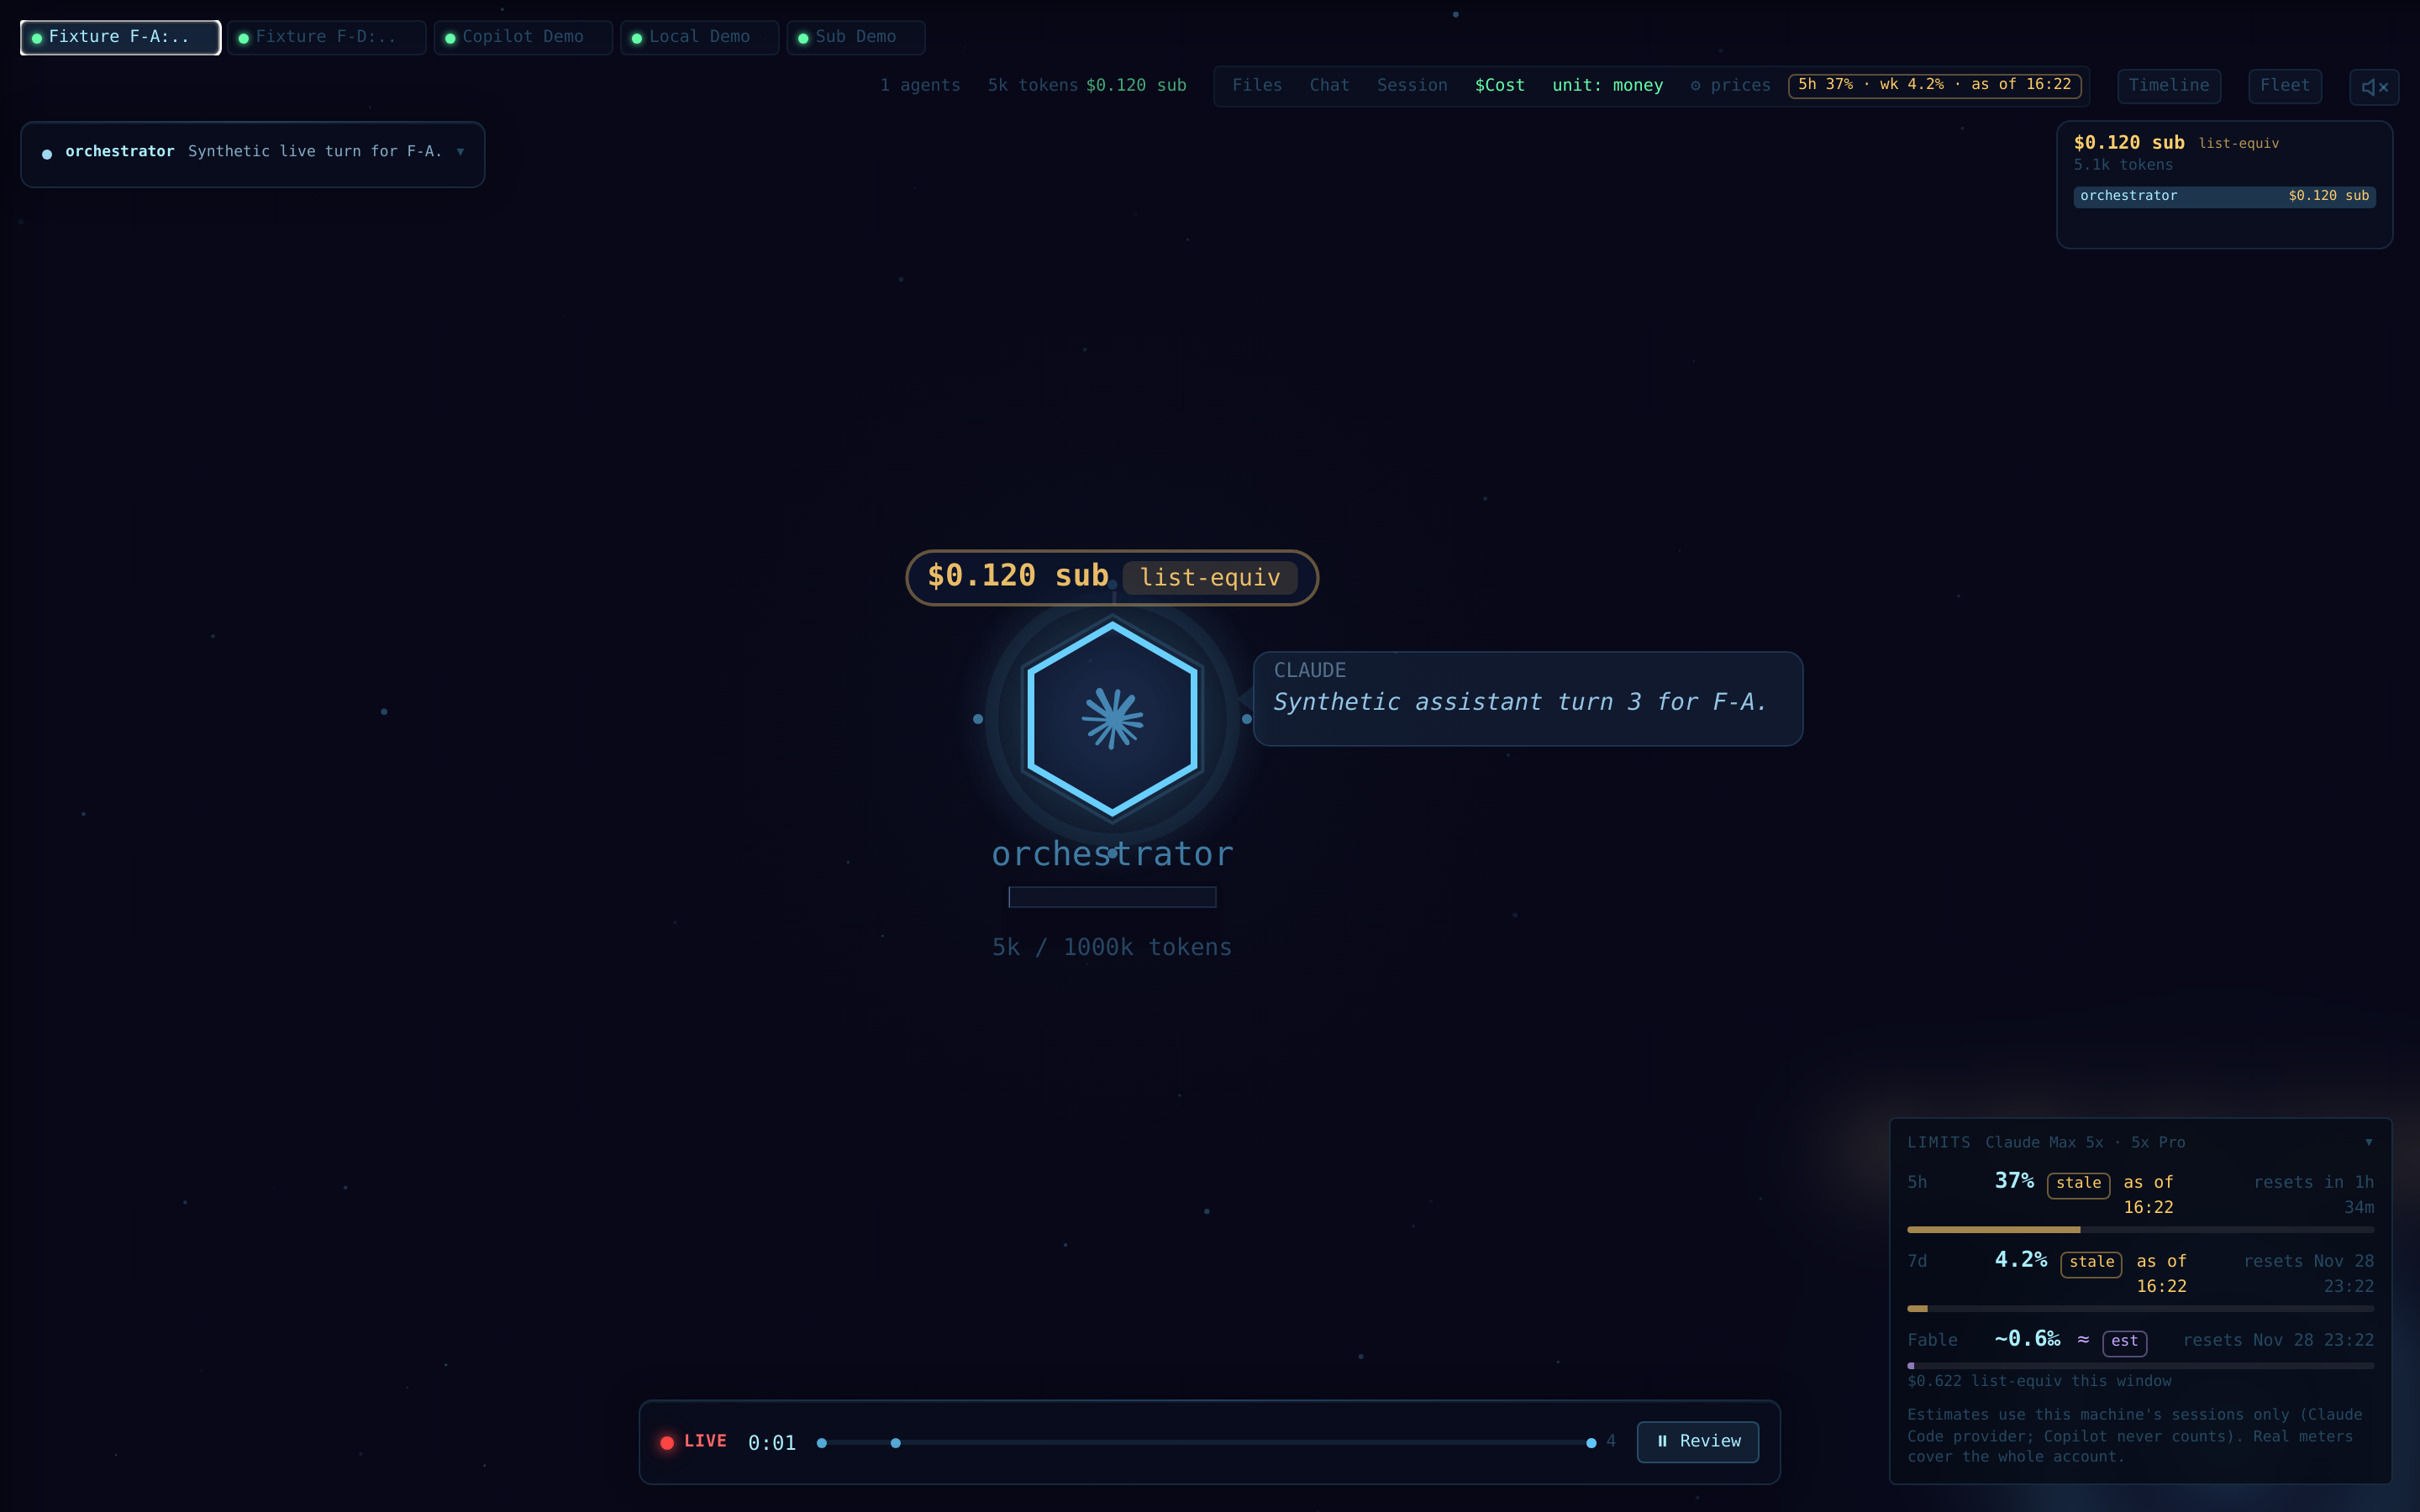 Fixture F-A:.. Fixture F-D:.. Copilot Demo Local Demo Sub Demo
1 agents 5k tokens $0.120 sub Files Chat Session $Cost unit: money ⚙ prices 5h 37% · wk 4.2% · as of 16:22 Timeline Fleet
orchestrator Synthetic live turn for F-A. ▼
$0.120 sub list-equiv
5.1k tokens
orchestrator $0.120 sub
$0.120 sub list-equiv
CLAUDE
Synthetic assistant turn 3 for F-A.
orchestrator
5k / 1000k tokens
LIMITS Claude Max 5x · 5x Pro ▼
5h 37% stale as of 16:22 resets in 1h 34m
7d 4.2% stale as of 16:22 resets Nov 28 23:22
Fable ~0.6‰ ≈ est resets Nov 28 23:22
$0.622 list-equiv this window
Estimates use this machine's sessions only (Claude
Code provider; Copilot never counts). Real meters
cover the whole account.
LIVE 0:01 4 ⏸ Review